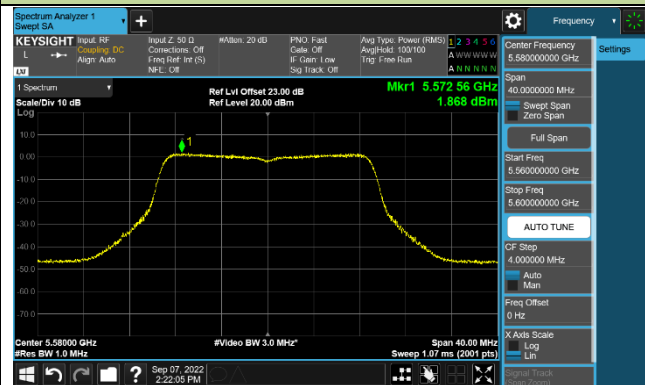 Spectrum Analyzer 1
Swept SA
Frequency
KEYSIGHT
Input: RF
Coupling: DC
Align: Auto
Input Z: 50 Ω
Corrections: Off
Freq Ref: Int (S)
NFE: Off
#Atten: 20 dB
PNO: Fast
Gate: Off
IF Gain: Low
Sig Track: Off
Avg Type: Power (RMS)
Avg|Hold: 100/100
Trig: Free Run
1 2 3 4 5 6
A W W W W W
A N N N N N
L
LXI
1 Spectrum
Scale/Div 10 dB
Log
Ref Lvl Offset 23.00 dB
Ref Level 20.00 dBm
Mkr1 5.572 56 GHz
1.868 dBm
1
10.0
0.00
-10.0
-20.0
-30.0
-40.0
-50.0
-60.0
-70.0
Center 5.58000 GHz
#Res BW 1.0 MHz
#Video BW 3.0 MHz*
Span 40.00 MHz
Sweep 1.07 ms (2001 pts)
Sep 07, 2022
2:22:05 PM
Center Frequency
5.580000000 GHz
Span
40.0000000 MHz
Swept Span
Zero Span
Full Span
Start Freq
5.560000000 GHz
Stop Freq
5.600000000 GHz
AUTO TUNE
CF Step
4.000000 MHz
Auto
Man
Freq Offset
0 Hz
X Axis Scale
Log
Lin
Signal Track
(Span Zoom)
Settings